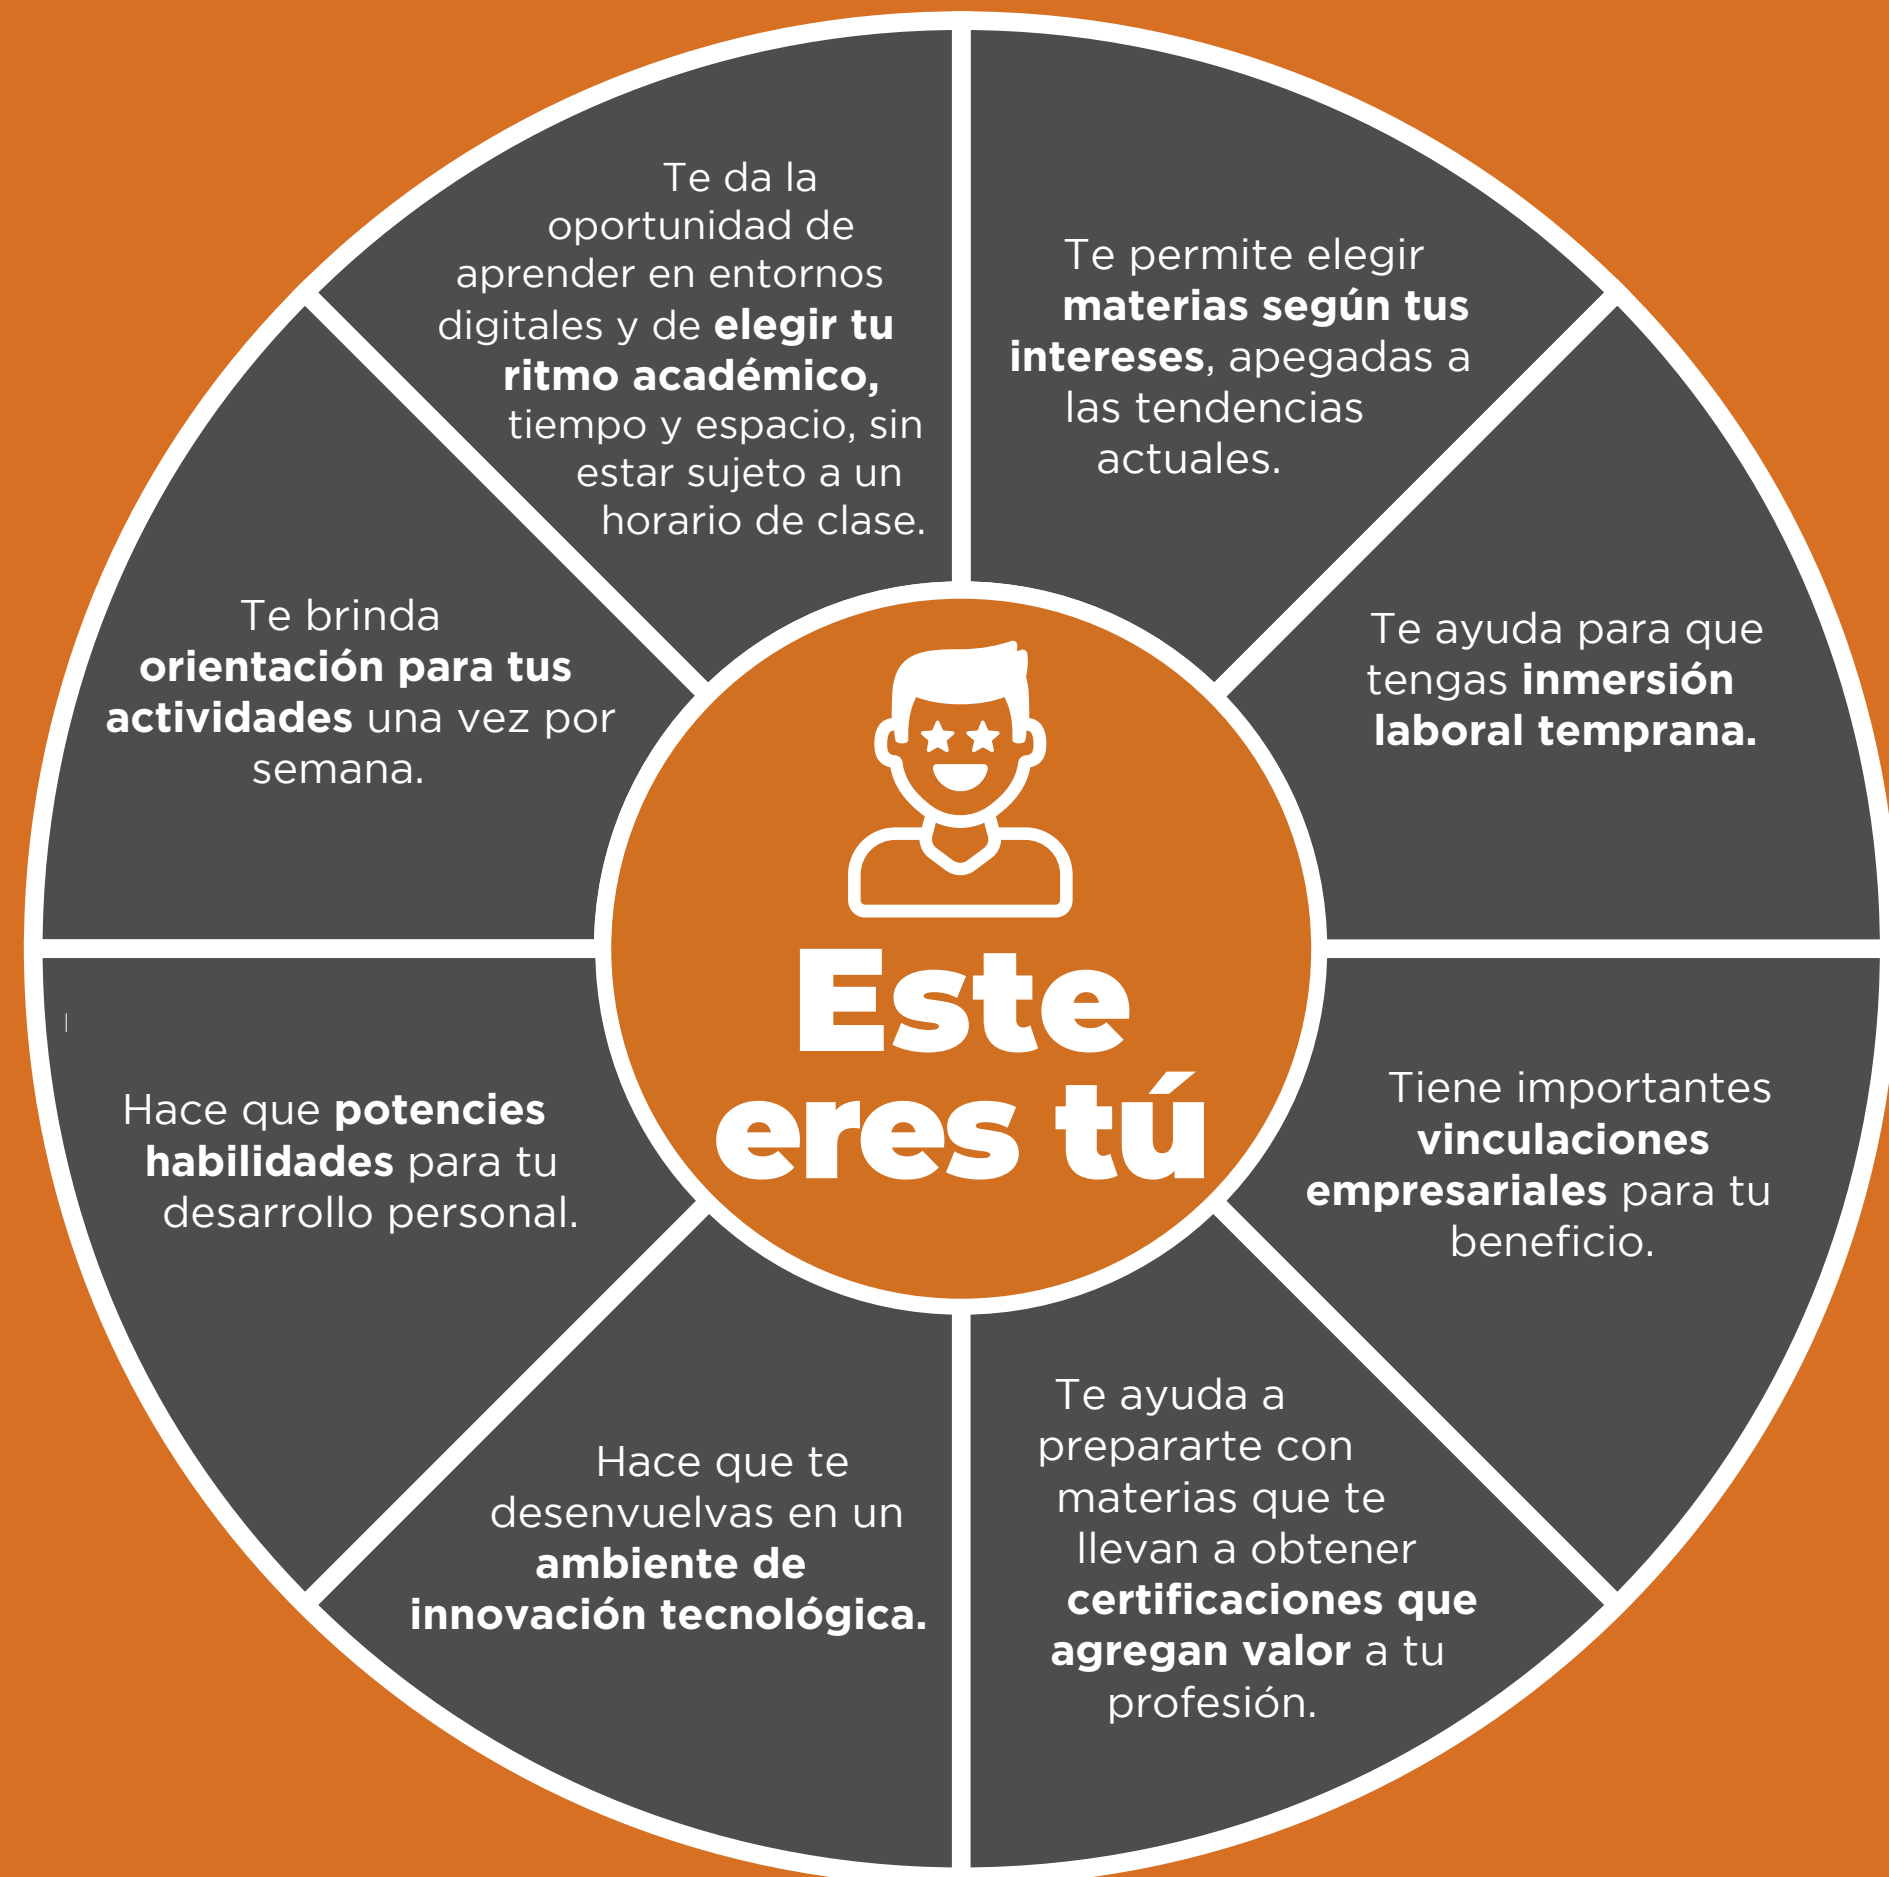 Te da la
oportunidad de
aprender en entornos
digitales y de elegir tu
ritmo académico,
tiempo y espacio, sin
estar sujeto a un
horario de clase.
Te permite elegir
materias según tus
intereses, apegadas a
las tendencias
actuales.
Te brinda
orientación para tus
actividades una vez por
semana.
Te ayuda para que
tengas inmersión
laboral temprana.
Este
eres tú
Hace que potencies
habilidades para tu
desarrollo personal.
Tiene importantes
vinculaciones
empresariales para tu
beneficio.
Hace que te
desenvuelvas en un
ambiente de
innovación tecnológica.
Te ayuda a
prepararte con
materias que te
llevan a obtener
certificaciones que
agregan valor a tu
profesión.